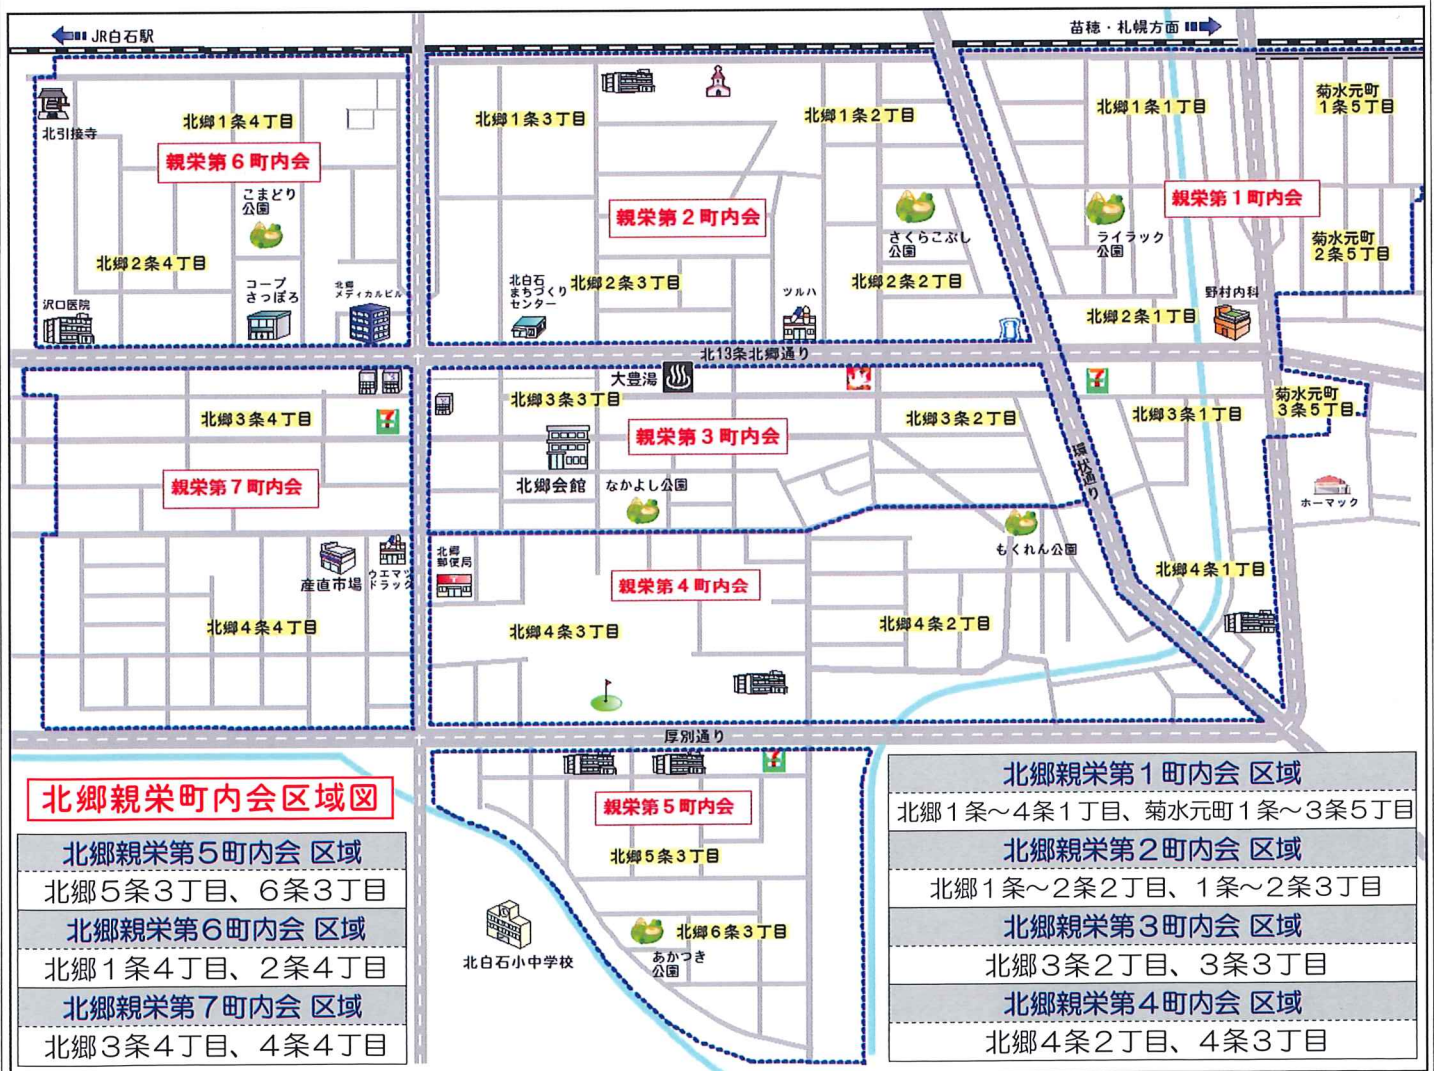 JR白石駅
苗穂・札幌方面
北引接寺
北郷1条4丁目
親栄第6町内会
こまどり
公園
北郷2条4丁目
沢口医院
コープ
さっぽろ
北郷
メディカルビル
北郷1条3丁目
北郷1条2丁目
親栄第2町内会
さくらこぶし
公園
北白石
まちづくり
センター
北郷2条3丁目
ツルハ
北郷2条2丁目
北郷1条1丁目
菊水元町
1条5丁目
親栄第1町内会
ライラック
公園
菊水元町
2条5丁目
北郷2条1丁目
野村内科
北13条北郷通り
北郷3条4丁目
7
親栄第7町内会
産直市場
ウエマツ
ドラッグ
北郷4条4丁目
大豊湯
北郷3条3丁目
親栄第3町内会
北郷3条2丁目
北郷会館
なかよし公園
環状通り
7
北郷3条1丁目
菊水元町
3条5丁目
ホーマック
もくれん公園
北郷
郵便局
親栄第4町内会
北郷4条3丁目
北郷4条2丁目
北郷4条1丁目
厚別通り
7
親栄第5町内会
北郷5条3丁目
北郷6条3丁目
あかつき
公園
北白石小中学校
北郷親栄町内会区域図
北郷親栄第5町内会 区域
北郷5条3丁目、6条3丁目
北郷親栄第6町内会 区域
北郷1条4丁目、2条4丁目
北郷親栄第7町内会 区域
北郷3条4丁目、4条4丁目
北郷親栄第1町内会 区域
北郷1条～4条1丁目、菊水元町1条～3条5丁目
北郷親栄第2町内会 区域
北郷1条～2条2丁目、1条～2条3丁目
北郷親栄第3町内会 区域
北郷3条2丁目、3条3丁目
北郷親栄第4町内会 区域
北郷4条2丁目、4条3丁目